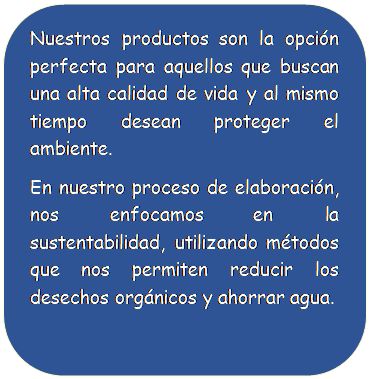 Nuestros productos son la opción
perfecta para aquellos que buscan
una alta calidad de vida y al mismo
tiempo desean proteger el
ambiente.
En nuestro proceso de elaboración,
nos enfocamos en la
sustentabilidad, utilizando métodos
que nos permiten reducir los
desechos orgánicos y ahorrar agua.